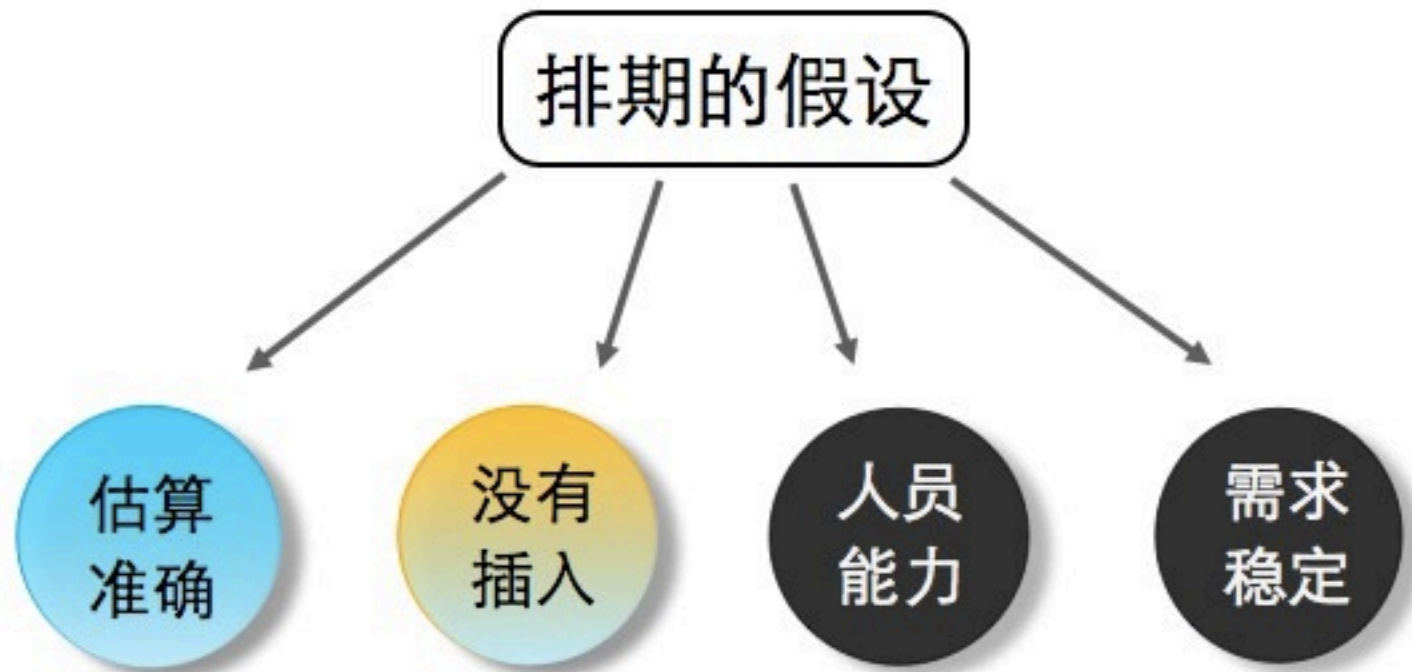 排期的假设
估算
准确
没有
插入
人员
能力
需求
稳定